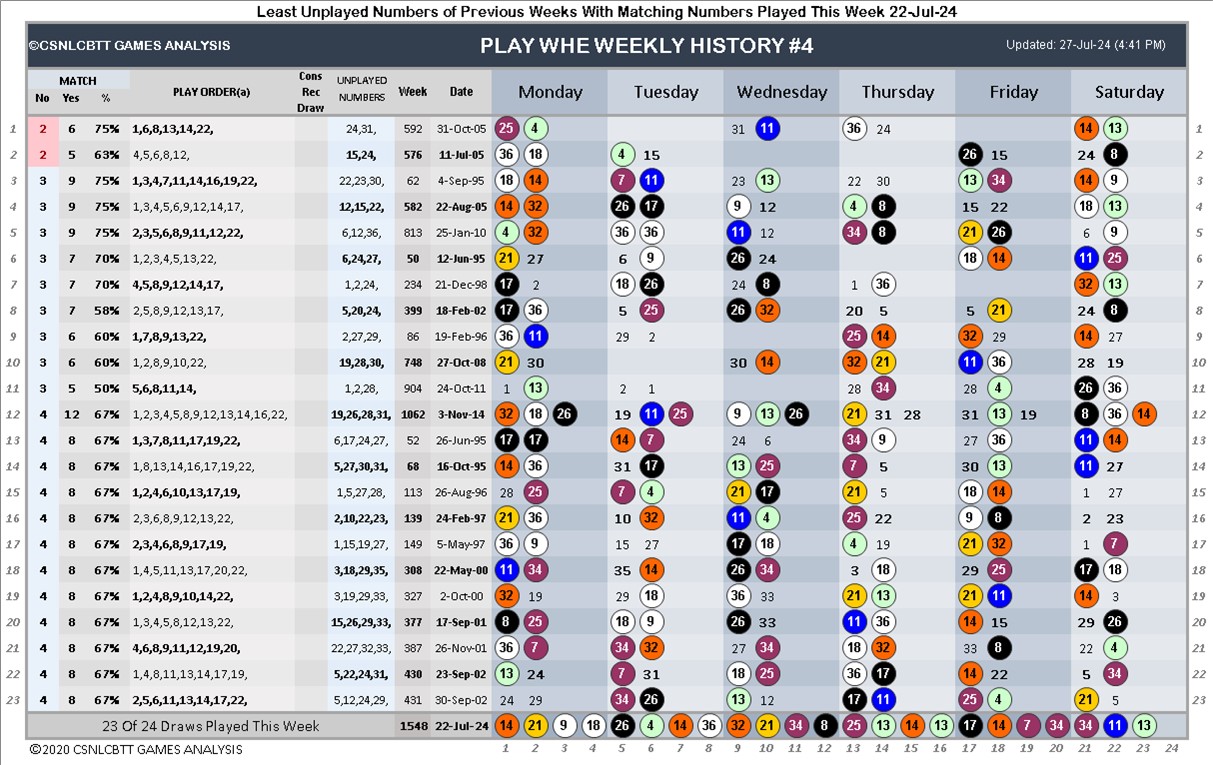 Least Unplayed Numbers of Previous Weeks With Matching Numbers Played This Week 22-Jul-24
©CSNLCBTT GAMES ANALYSIS PLAY WHE WEEKLY HISTORY #4 Updated: 27-Jul-24 (4:41 PM)
MATCH
No Yes % PLAY ORDER(a) Cons Rec Draw UNPLAYED NUMBERS Week Date Monday Tuesday Wednesday Thursday Friday Saturday
1 2 6 75% 1,6,8,13,14,22, 24,31, 592 31-Oct-05 25 4 31 11 36 24 14 13 1
2 2 5 63% 4,5,6,8,12, 15,24, 576 11-Jul-05 36 18 4 15 26 15 24 8 2
3 3 9 75% 1,3,4,7,11,14,16,19,22, 22,23,30, 62 4-Sep-95 18 14 7 11 23 13 22 30 13 34 14 9 3
4 3 9 75% 1,3,4,5,6,9,12,14,17, 12,15,22, 582 22-Aug-05 14 32 26 17 9 12 4 8 15 22 18 13 4
5 3 9 75% 2,3,5,6,8,9,11,12,22, 6,12,36, 813 25-Jan-10 4 32 36 36 11 12 34 8 21 26 6 9 5
6 3 7 70% 1,2,3,4,5,13,22, 6,24,27, 50 12-Jun-95 21 27 6 9 26 24 18 14 11 25 6
7 3 7 70% 4,5,8,9,12,14,17, 1,2,24, 234 21-Dec-98 17 2 18 26 24 8 1 36 32 13 7
8 3 7 58% 2,5,8,9,12,13,17, 5,20,24, 399 18-Feb-02 17 36 5 25 26 32 20 5 5 21 24 8 8
9 3 6 60% 1,7,8,9,13,22, 2,27,29, 86 19-Feb-96 36 11 29 2 25 14 32 29 14 27 9
10 3 6 60% 1,2,8,9,10,22, 19,28,30, 748 27-Oct-08 21 30 30 14 32 21 11 36 28 19 10
11 3 5 50% 5,6,8,11,14, 1,2,28, 904 24-Oct-11 1 13 2 1 28 34 28 4 26 36 11
12 4 12 67% 1,2,3,4,5,8,9,12,13,14,16,22, 19,26,28,31, 1062 3-Nov-14 32 18 26 19 11 25 9 13 26 21 31 28 31 13 19 8 36 14 12
13 4 8 67% 1,3,7,8,11,17,19,22, 6,17,24,27, 52 26-Jun-95 17 17 14 7 24 6 34 9 27 36 11 14 13
14 4 8 67% 1,8,13,14,16,17,19,22, 5,27,30,31, 68 16-Oct-95 14 36 31 17 13 25 7 5 30 13 11 27 14
15 4 8 67% 1,2,4,6,10,13,17,19, 1,5,27,28, 113 26-Aug-96 28 25 7 4 21 17 21 5 18 14 1 27 15
16 4 8 67% 2,3,6,8,9,12,13,22, 2,10,22,23, 139 24-Feb-97 21 36 10 32 11 4 25 22 9 8 2 23 16
17 4 8 67% 2,3,4,6,8,9,17,19, 1,15,19,27, 149 5-May-97 36 9 15 27 17 18 4 19 21 32 1 7 17
18 4 8 67% 1,4,5,11,13,17,20,22, 3,18,29,35, 308 22-May-00 11 34 35 14 26 34 3 18 29 25 17 18 18
19 4 8 67% 1,2,4,8,9,10,14,22, 3,19,29,33, 327 2-Oct-00 32 19 29 18 36 33 21 13 21 11 14 3 19
20 4 8 67% 1,3,4,5,8,12,13,22, 15,26,29,33, 377 17-Sep-01 8 25 18 9 26 33 11 36 14 15 29 26 20
21 4 8 67% 4,6,8,9,11,12,19,20, 22,27,32,33, 387 26-Nov-01 36 7 34 32 27 34 18 32 33 8 22 4 21
22 4 8 67% 1,4,8,11,13,14,17,19, 5,22,24,31, 430 23-Sep-02 13 24 7 31 18 25 36 17 14 22 5 34 22
23 4 8 67% 2,5,6,11,13,14,17,22, 5,12,24,29, 431 30-Sep-02 24 29 34 26 13 12 17 11 25 4 21 5 23
23 Of 24 Draws Played This Week 1548 22-Jul-24 14 21 9 18 26 4 14 36 32 21 34 8 25 13 14 13 17 14 7 34 34 11 13
©2020 CSNLCBTT GAMES ANALYSIS 1 2 3 4 5 6 7 8 9 10 11 12 13 14 15 16 17 18 19 20 21 22 23 24